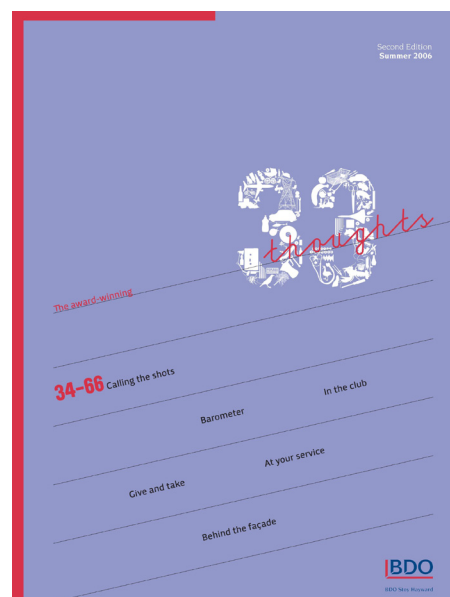 Second Edition
Summer 2006
33
thoughts
The award-winning
34–66 Calling the shots
In the club
Barometer
At your service
Give and take
Behind the façade
BDO
BDO Stoy Hayward